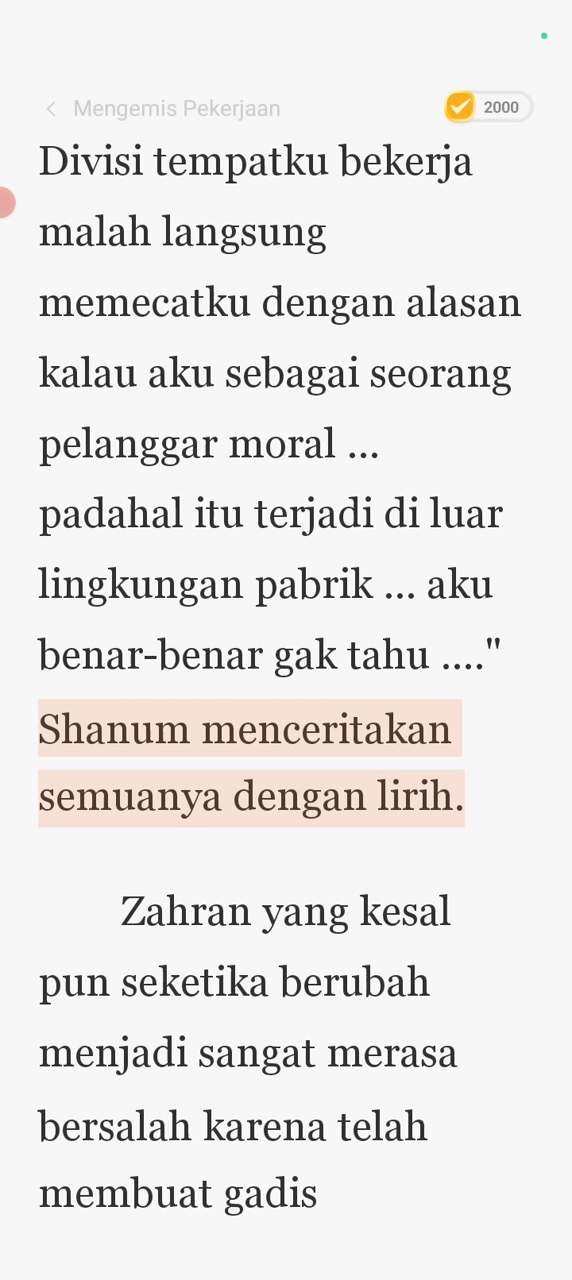 Mengemis Pekerjaan
2000
Divisi tempatku bekerja
malah langsung
memecatku dengan alasan
kalau aku sebagai seorang
pelanggar moral ...
padahal itu terjadi di luar
lingkungan pabrik ... aku
benar-benar gak tahu ...."
Shanum menceritakan
semuanya dengan lirih.
Zahran yang kesal
pun seketika berubah
menjadi sangat merasa
bersalah karena telah
membuat gadis